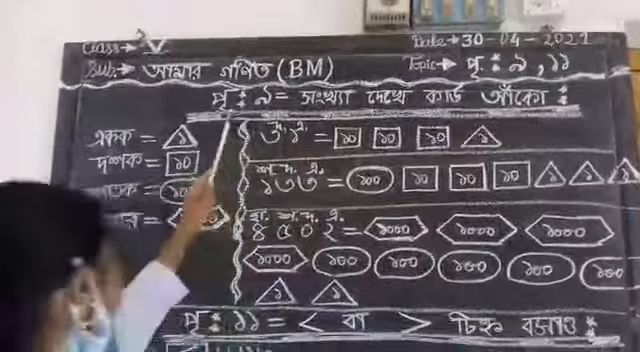 Class → V
Date → 30-04-2021
Sub → আমার গণিত (BM)
Topic → পৃঃ ৯, ১১
পৃঃ ৯ = সংখ্যা দেখে কার্ড আঁকো :
একক = ১
দশক = ১০
দ. এ.
৩১ = ১০ ১০ ১০ ১
শ. দ. এ.
১৩৩ = ১০০ ১০ ১০ ১০ ১ ১ ১
হা. শ. দ. এ.
৪৫০২ = ১০০০ ১০০০ ১০০০
১০০০ ১০০ ১০০ ১০০ ১০০ ১০০
১ ১
পৃঃ ১১ = < বা > চিহ্ন বসাও :